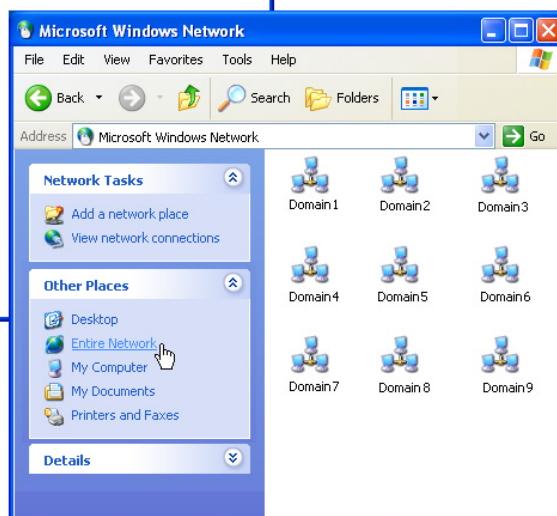 Microsoft Windows Network
File Edit View Favorites Tools Help
Back Search Folders
Address Microsoft Windows Network Go
Network Tasks
Add a network place
View network connections
Other Places
Desktop
Entire Network
My Computer
My Documents
Printers and Faxes
Details
Domain1 Domain2 Domain3
Domain4 Domain5 Domain6
Domain7 Domain8 Domain9